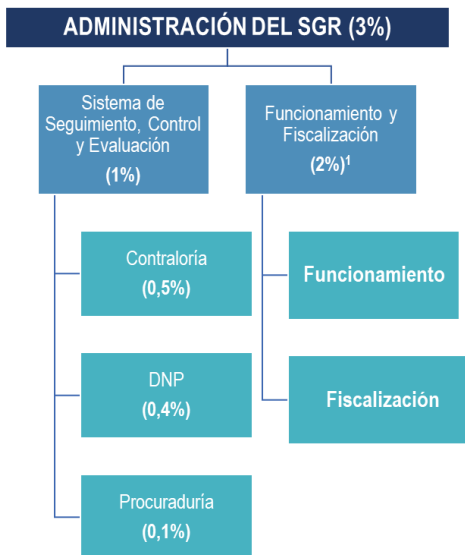 ADMINISTRACIÓN DEL SGR (3%)
Sistema de
Seguimiento, Control
y Evaluación
(1%)
Funcionamiento y
Fiscalización
(2%)¹
Contraloría
(0,5%)
DNP
(0,4%)
Procuraduría
(0,1%)
Funcionamiento
Fiscalización